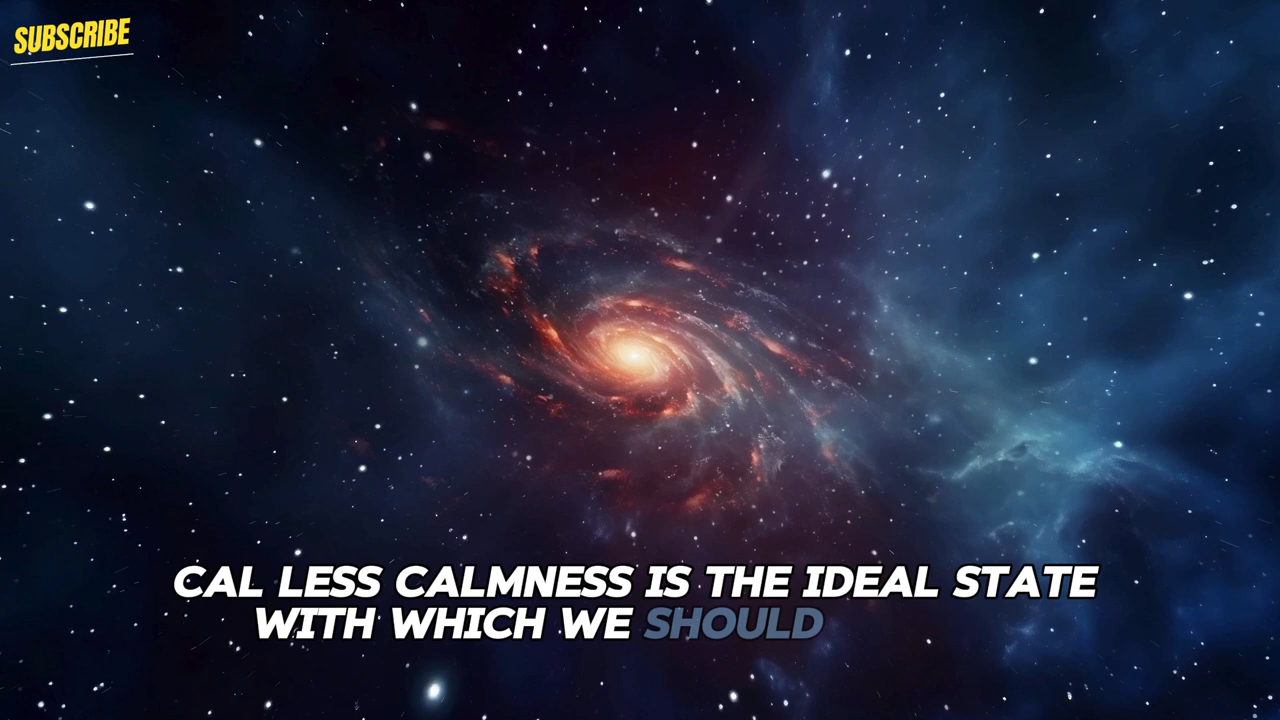 SUBSCRIBE
CAL LESS CALMNESS IS THE IDEAL STATE
WITH WHICH WE SHOULD